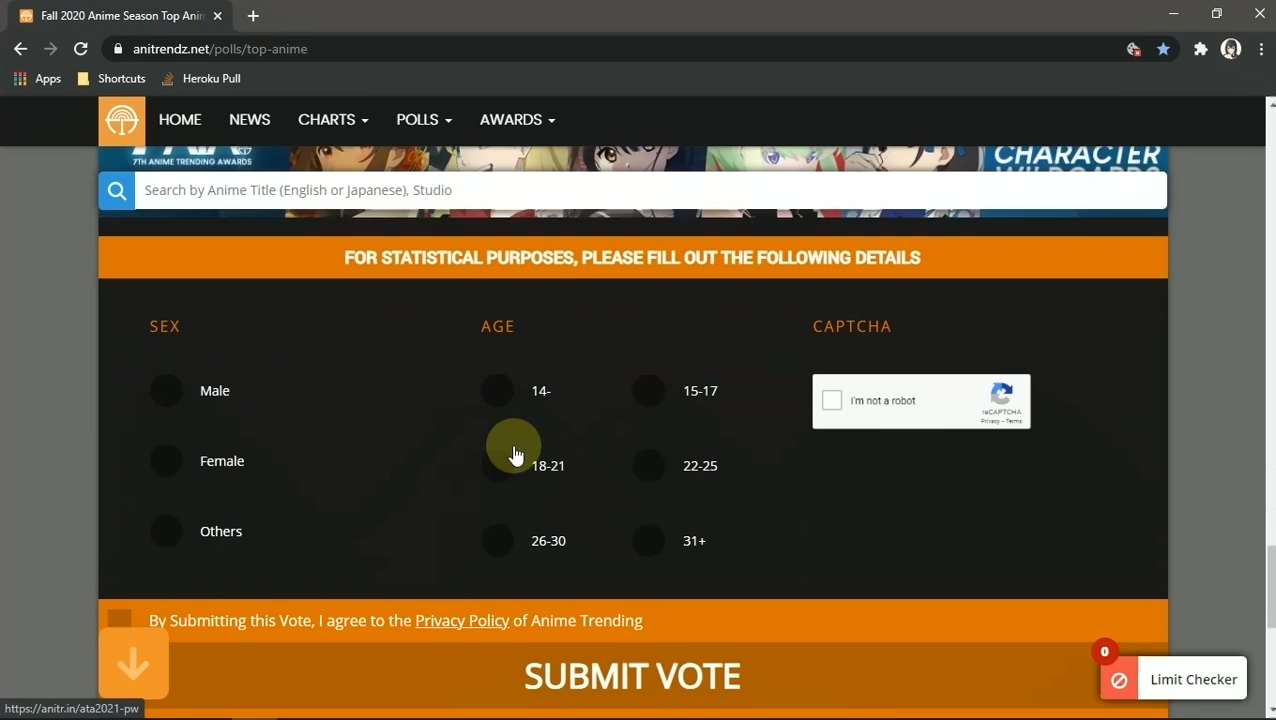 Fall 2020 Anime Season Top Anin
anitrendz.net/polls/top-anime
Apps Shortcuts Heroku Pull
HOME NEWS CHARTS POLLS AWARDS
7TH ANIME TRENDING AWARDS
CHARACTER
WILDCARDS
Search by Anime Title (English or Japanese), Studio
FOR STATISTICAL PURPOSES, PLEASE FILL OUT THE FOLLOWING DETAILS
SEX AGE CAPTCHA
Male 14- 15-17
I'm not a robot
reCAPTCHA
Privacy - Terms
Female 18-21 22-25
Others 26-30 31+
By Submitting this Vote, I agree to the Privacy Policy of Anime Trending
0
SUBMIT VOTE
Limit Checker
https://anitr.in/ata2021-pw